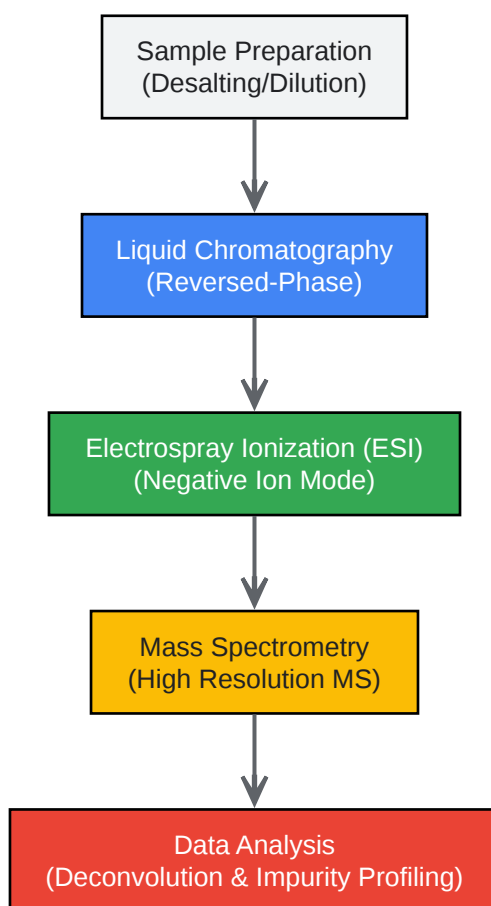 Sample Preparation
(Desalting/Dilution)
Liquid Chromatography
(Reversed-Phase)
Electrospray Ionization (ESI)
(Negative Ion Mode)
Mass Spectrometry
(High Resolution MS)
Data Analysis
(Deconvolution & Impurity Profiling)